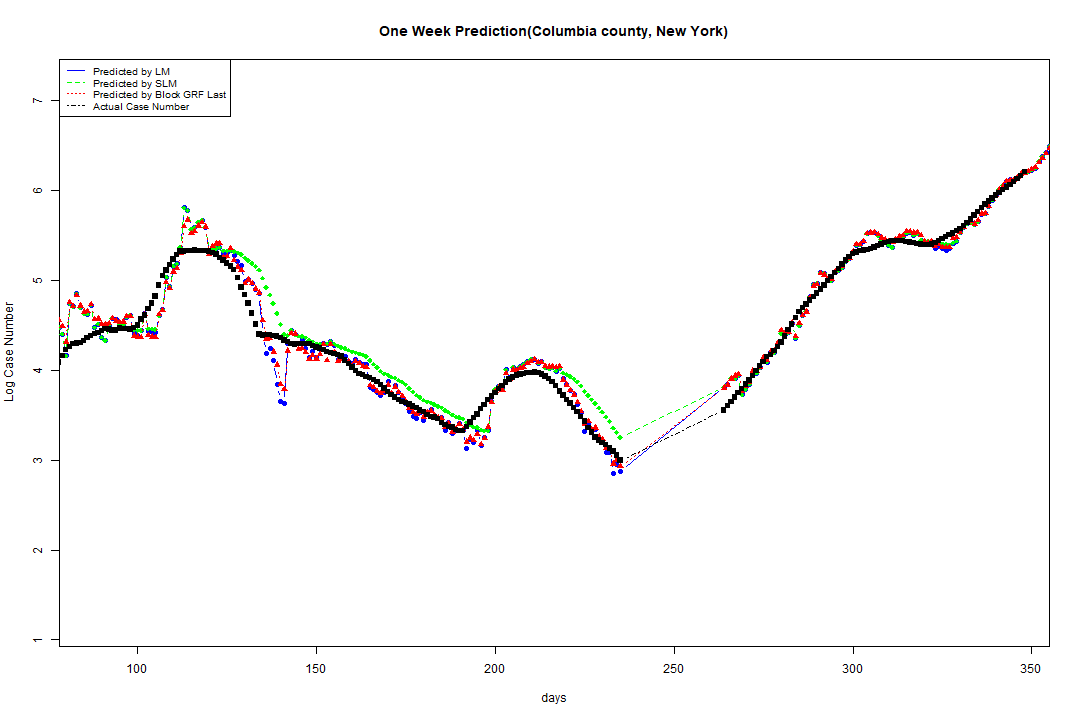 One Week Prediction(Columbia county, New York)
Predicted by LM
Predicted by SLM
Predicted by Block GRF Last
Actual Case Number
7
6
5
4
3
2
1
Log Case Number
100 150 200 250 300 350
days